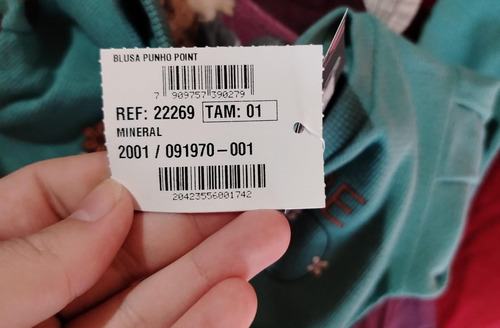 BLUSA PUNHO POINT
7 909757 390279
REF: 22269 TAM: 01
MINERAL
2001 / 091970-001
20423556001742
E